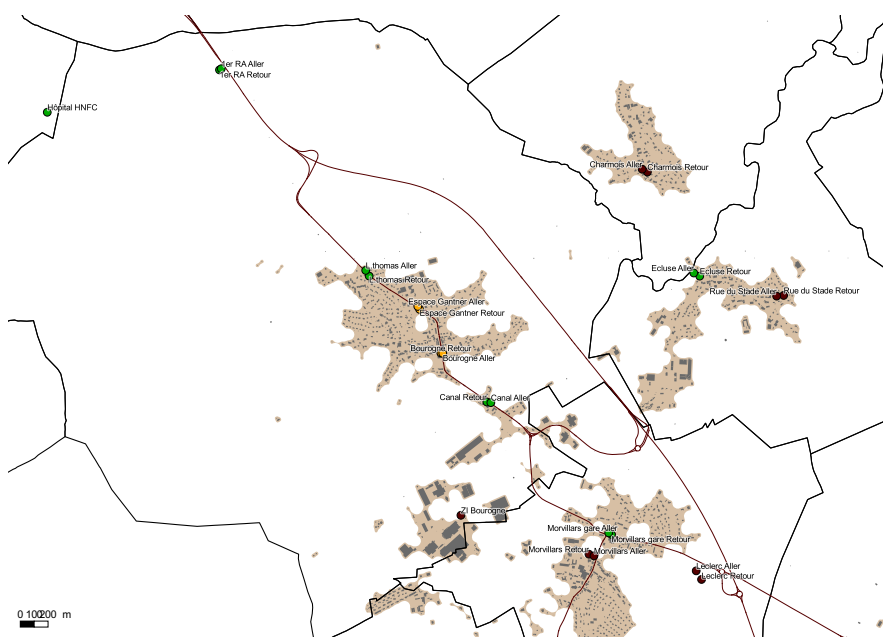 1er RA Aller
1er RA Retour
Hôpital HNFC
Charmois Aller
Charmois Retour
L thomas Aller
L thomas Retour
Ecluse Aller
Ecluse Retour
Rue du Stade Aller
Rue du Stade Retour
Espace Gantner Aller
Espace Gantner Retour
Bourogne Retour
Bourogne Aller
Canal Retour
Canal Aller
ZI Bourogne
Morvillars gare Aller
Morvillars gare Retour
Morvillars Retour
Morvillars Aller
Leclerc Aller
Leclerc Retour
0 100 200 m